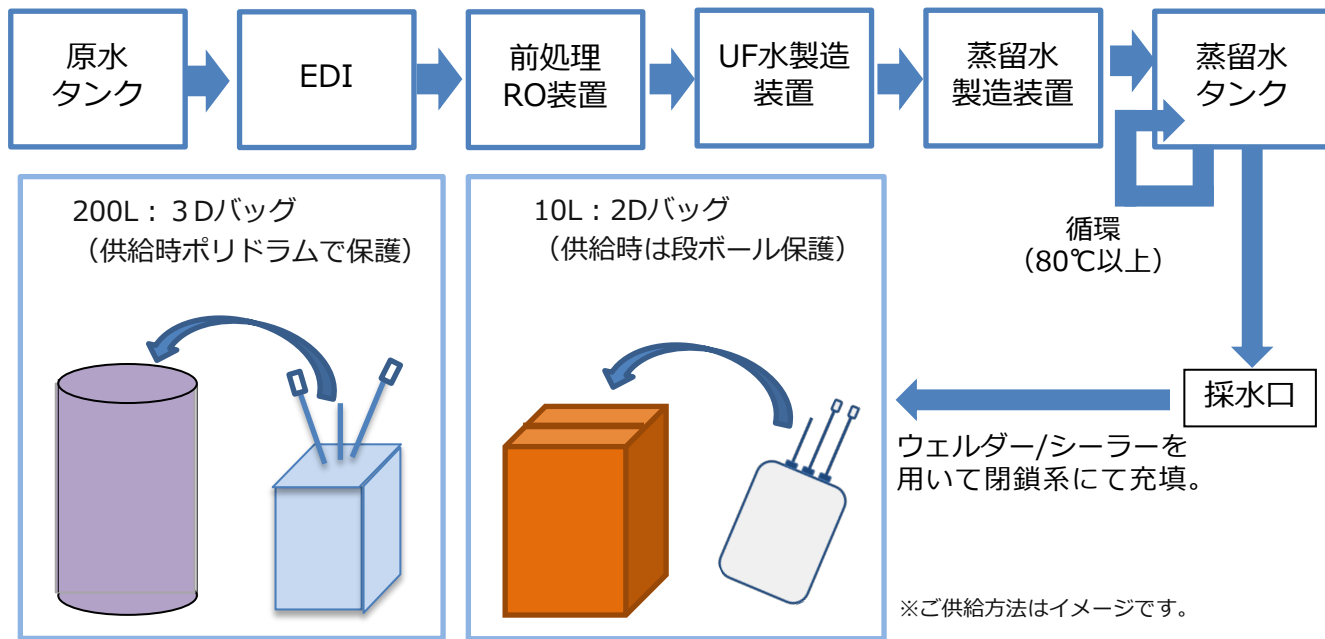 原水
タンク
EDI
前処理
RO装置
UF水製造
装置
蒸留水
製造装置
蒸留水
タンク
循環
（80℃以上）
採水口
ウェルダー/シーラーを
用いて閉鎖系にて充填。
200L：３Dバッグ
（供給時ポリドラムで保護）
10L：2Dバッグ
（供給時は段ボール保護）
※ご供給方法はイメージです。